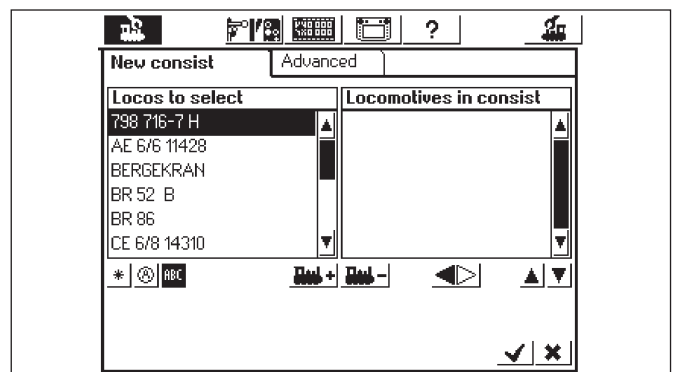 ?
New consist Advanced
Locos to select Locomotives in consist
798 716-7 H
AE 6/6 11428
BERGEKRAN
BR 52 B
BR 86
CE 6/8 14310
* A ABC + -